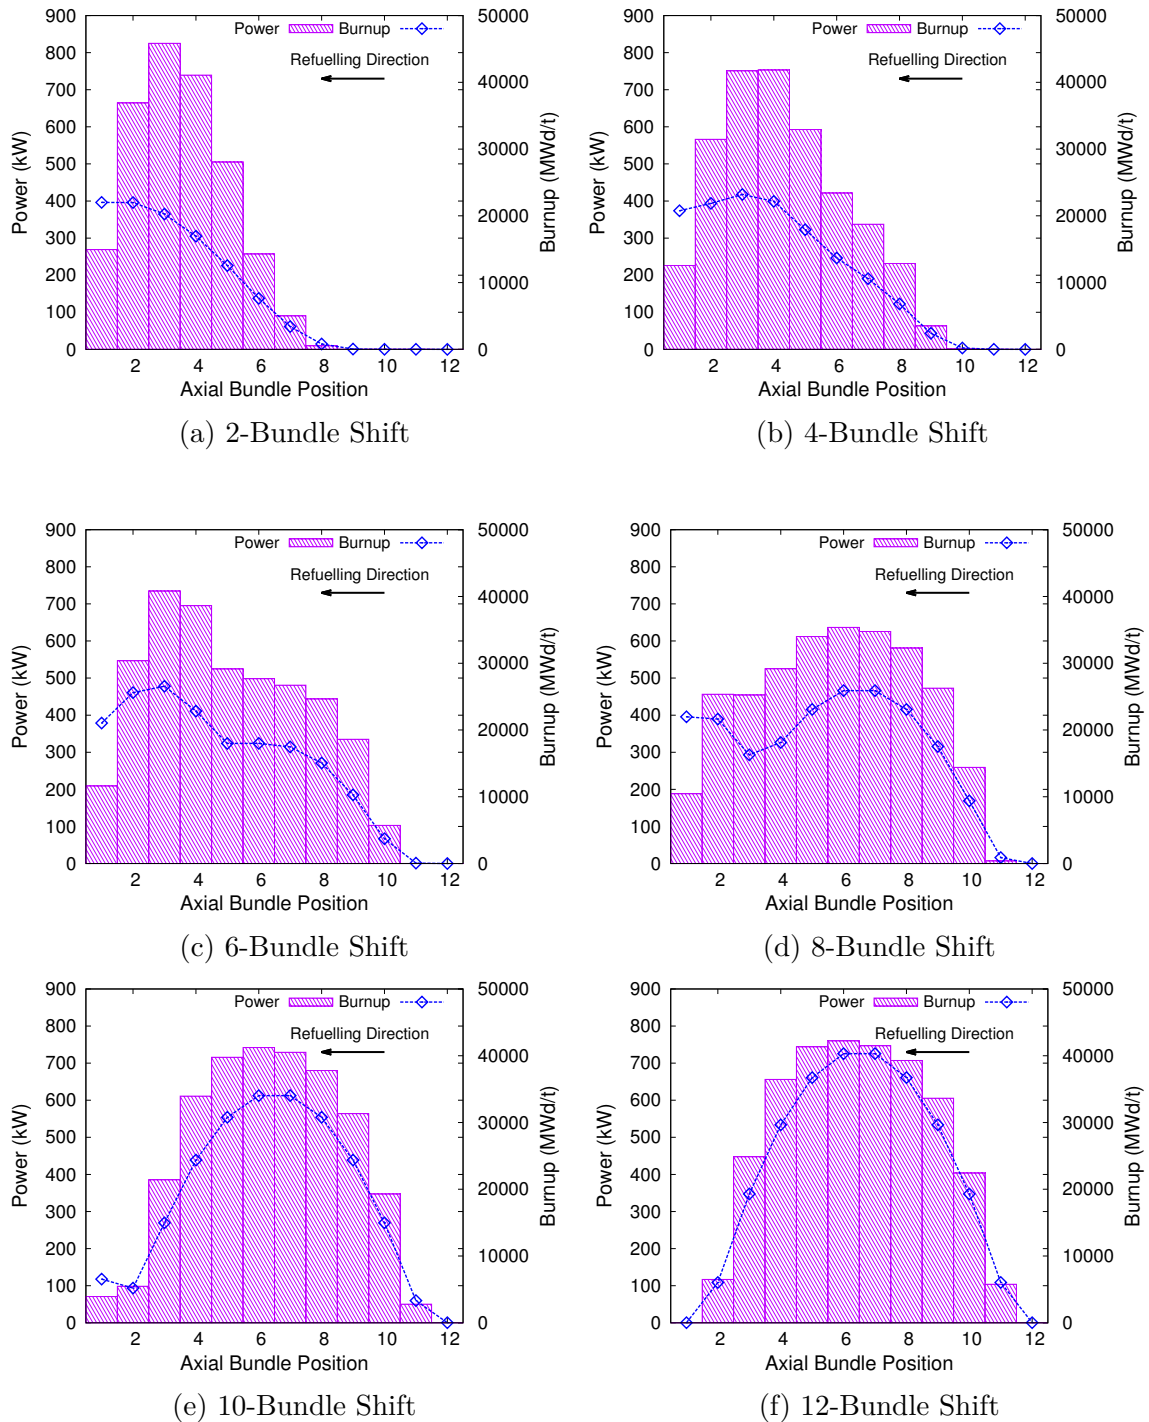 900
800
700
600
500
400
300
200
100
0
50000
40000
30000
20000
10000
0
2 4 6 8 10 12
Power (kW)
Burnup (MWd/t)
Axial Bundle Position
Power Burnup
Refuelling Direction
(a) 2-Bundle Shift
900
800
700
600
500
400
300
200
100
0
50000
40000
30000
20000
10000
0
2 4 6 8 10 12
Power (kW)
Burnup (MWd/t)
Axial Bundle Position
Power Burnup
Refuelling Direction
(b) 4-Bundle Shift
900
800
700
600
500
400
300
200
100
0
50000
40000
30000
20000
10000
0
2 4 6 8 10 12
Power (kW)
Burnup (MWd/t)
Axial Bundle Position
Power Burnup
Refuelling Direction
(c) 6-Bundle Shift
900
800
700
600
500
400
300
200
100
0
50000
40000
30000
20000
10000
0
2 4 6 8 10 12
Power (kW)
Burnup (MWd/t)
Axial Bundle Position
Power Burnup
Refuelling Direction
(d) 8-Bundle Shift
900
800
700
600
500
400
300
200
100
0
50000
40000
30000
20000
10000
0
2 4 6 8 10 12
Power (kW)
Burnup (MWd/t)
Axial Bundle Position
Power Burnup
Refuelling Direction
(e) 10-Bundle Shift
900
800
700
600
500
400
300
200
100
0
50000
40000
30000
20000
10000
0
2 4 6 8 10 12
Power (kW)
Burnup (MWd/t)
Axial Bundle Position
Power Burnup
Refuelling Direction
(f) 12-Bundle Shift